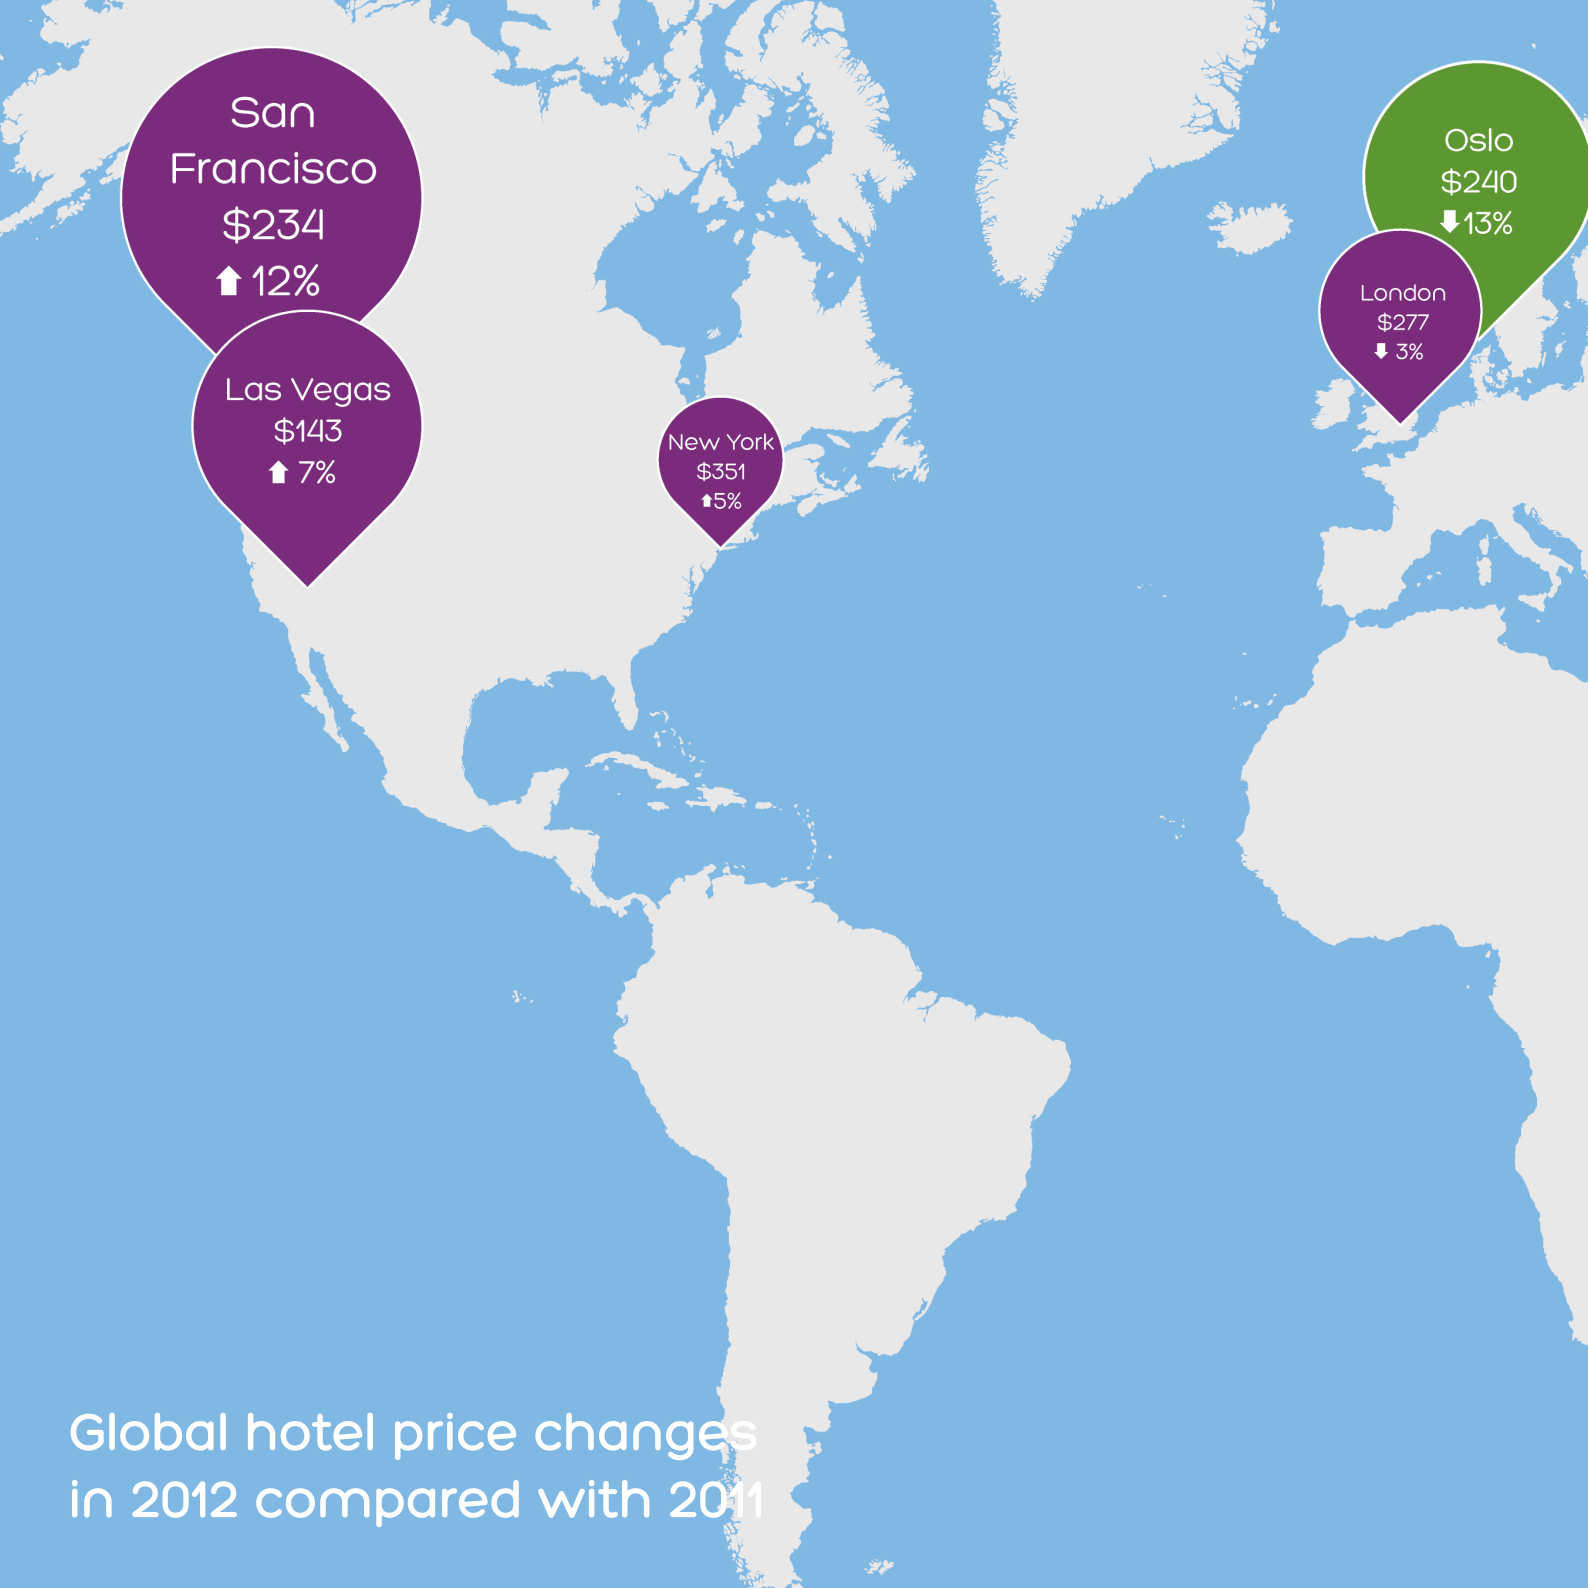 San
Francisco
$234
⬆ 12%
Las Vegas
$143
⬆ 7%
New York
$351
⬆5%
Oslo
$240
⬇13%
London
$277
⬇ 3%
Global hotel price changes
in 2012 compared with 2011